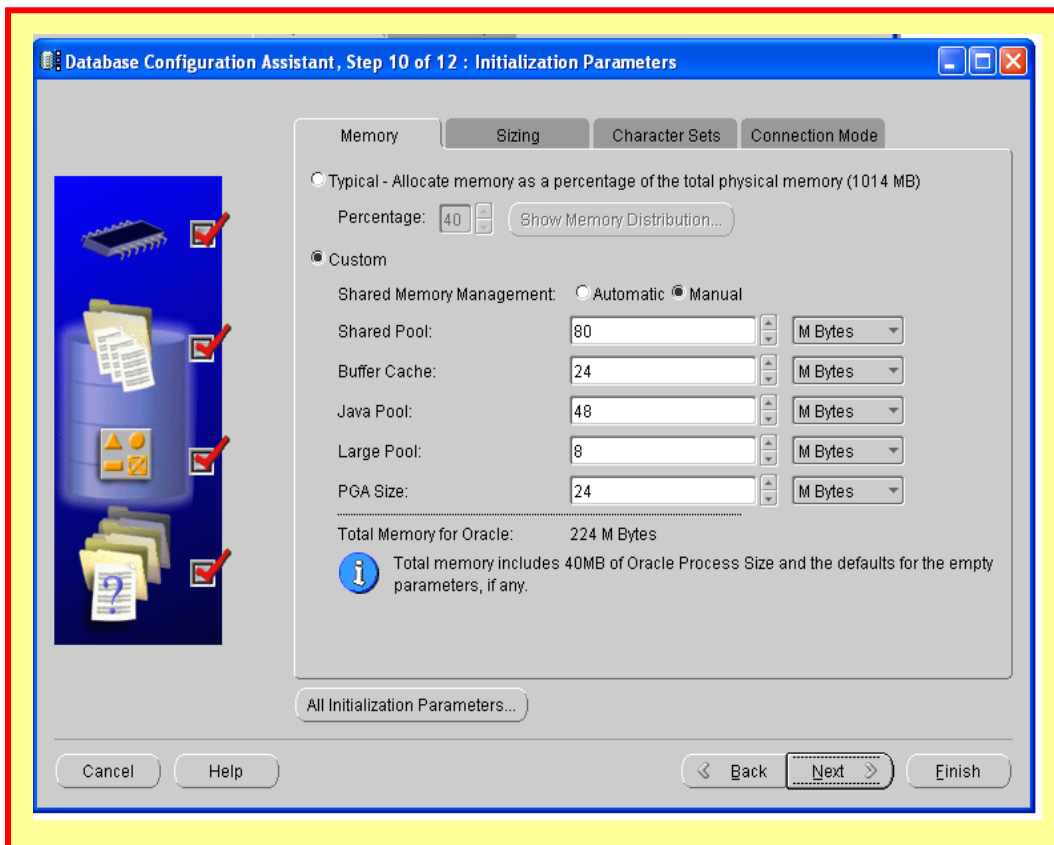 Database Configuration Assistant, Step 10 of 12 : Initialization Parameters
Memory Sizing Character Sets Connection Mode
Typical - Allocate memory as a percentage of the total physical memory (1014 MB)
Percentage: 40 Show Memory Distribution...
Custom
Shared Memory Management: Automatic Manual
Shared Pool: 80 M Bytes
Buffer Cache: 24 M Bytes
Java Pool: 48 M Bytes
Large Pool: 8 M Bytes
PGA Size: 24 M Bytes
Total Memory for Oracle: 224 M Bytes
Total memory includes 40MB of Oracle Process Size and the defaults for the empty
parameters, if any.
?
All Initialization Parameters...
Cancel Help Back Next Finish